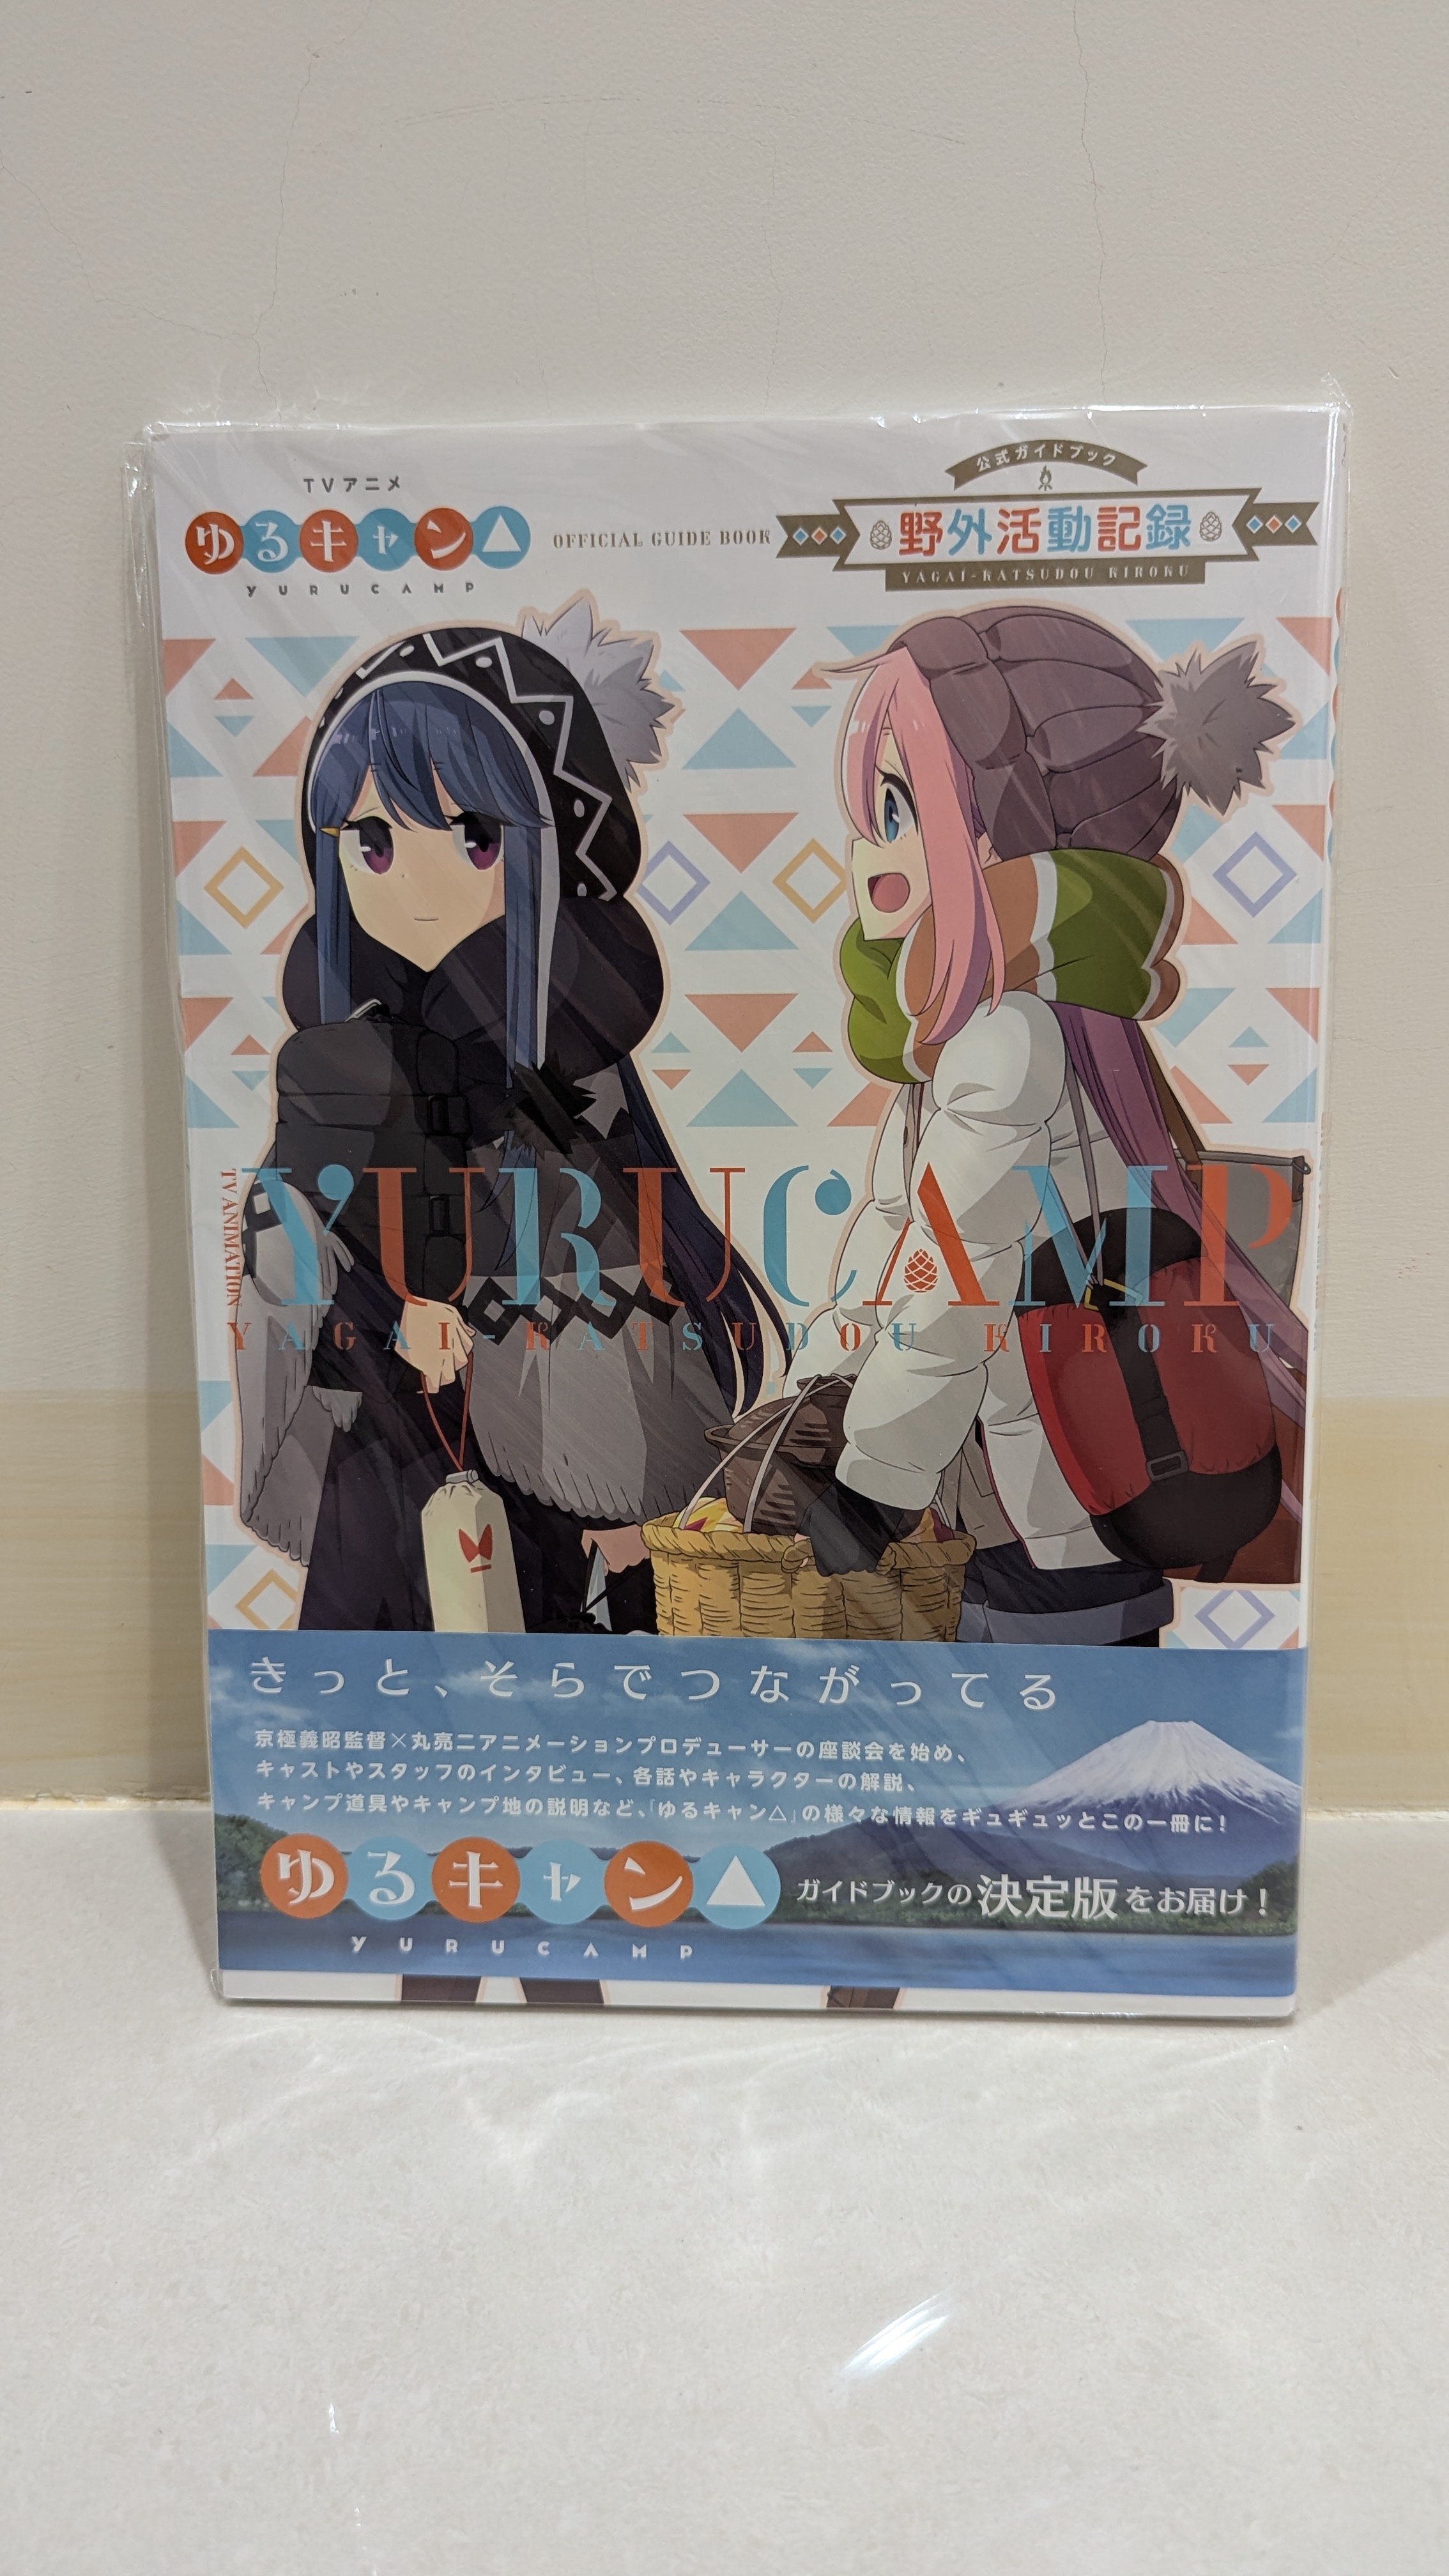 TVアニメ
ゆるキャン△
YURUCAMP
OFFICIAL GUIDE BOOK
公式ガイドブック
野外活動記録
YAGAI-KATSUDOU KIROKU
TV ANIMATION
YURUCAMP
YAGAI-KATSUDOU KIROKU
きっと、そらでつながってる
京極義昭監督×丸亮二アニメーションプロデューサーの座談会を始め、
キャストやスタッフのインタビュー、各話やキャラクターの解説、
キャンプ道具やキャンプ地の説明など、『ゆるキャン△』の様々な情報をギュギュッとこの一冊に!
ゆるキャン△
YURUCAMP
ガイドブックの決定版をお届け!